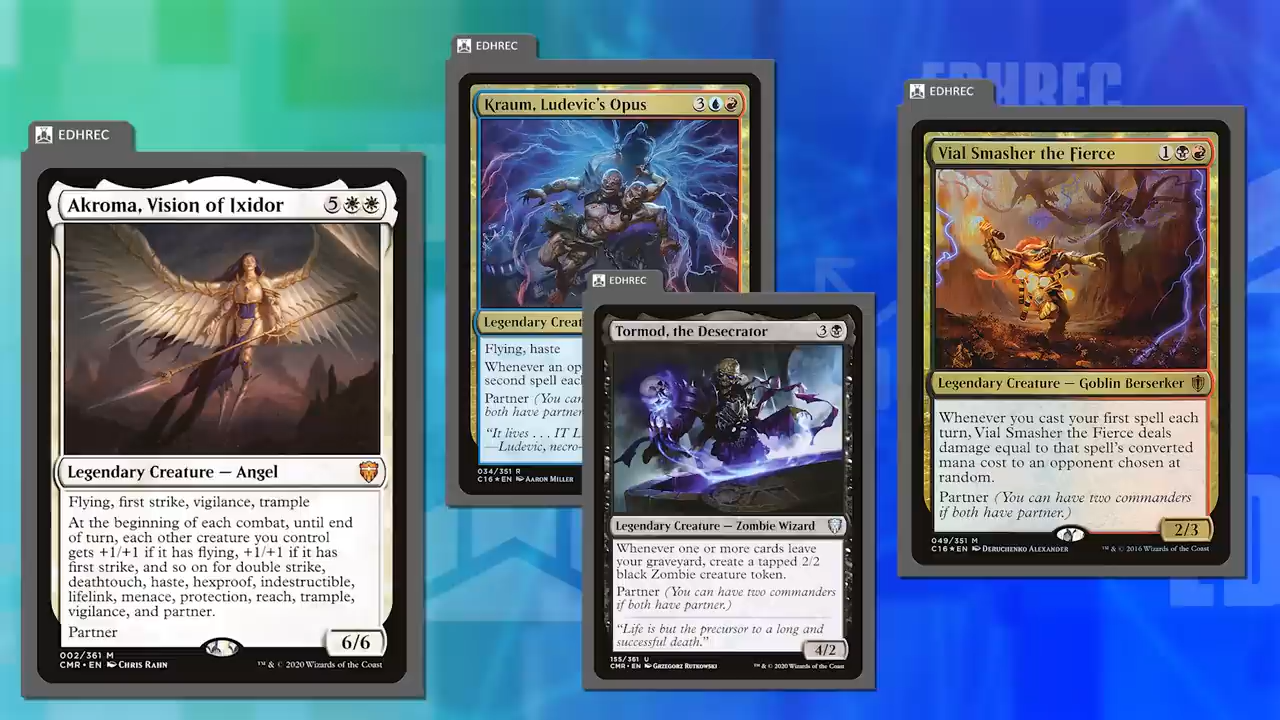 EDHREC
Akroma, Vision of Ixidor 5
Legendary Creature — Angel
Flying, first strike, vigilance, trample
At the beginning of each combat, until end
of turn, each other creature you control
gets +1/+1 if it has flying, +1/+1 if it has
first strike, and so on for double strike,
deathtouch, haste, hexproof, indestructible,
lifelink, menace, protection, reach, trample,
vigilance, and partner.
Partner
6/6
002/361 M
CMR • EN Chris Rahn
™ & © 2020 Wizards of the Coast
EDHREC
Kraum, Ludevic's Opus 3
Legendary Creat
Flying, haste
Whenever an op
second spell eac
Partner (You can
both have partner
"It lives . . . IT L
—Ludevic, necro-
034/351 R
C16 ★ EN Aaron Miller
EDHREC
Tormod, the Desecrator 3
Legendary Creature — Zombie Wizard
Whenever one or more cards leave
your graveyard, create a tapped 2/2
black Zombie creature token.
Partner (You can have two commanders
if both have partner.)
"Life is but the precursor to a long and
successful death."
4/2
155/361 U
CMR • EN Grzegorz Rutkowski
™ & © 2020 Wizards of the Coast
EDHREC
EDHREC
Vial Smasher the Fierce 1
Legendary Creature — Goblin Berserker
Whenever you cast your first spell each
turn, Vial Smasher the Fierce deals
damage equal to that spell's converted
mana cost to an opponent chosen at
random.
Partner (You can have two commanders
if both have partner.)
2/3
049/351 M
C16 ★ EN Deruchenko Alexander
™ & © 2016 Wizards of the Coast
ED